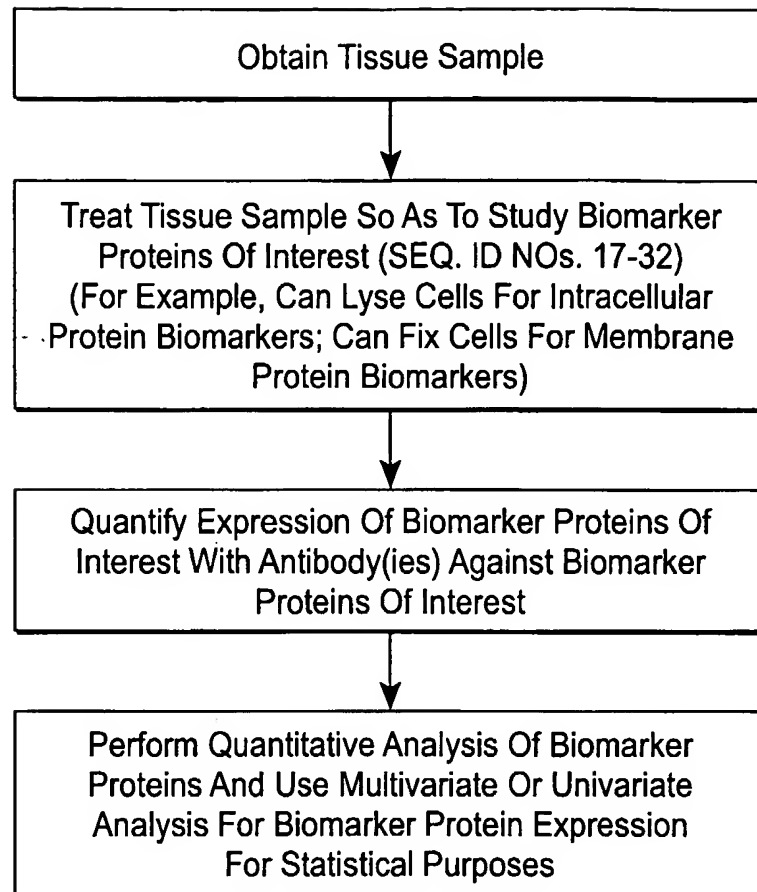 Obtain Tissue Sample
Treat Tissue Sample So As To Study Biomarker
Proteins Of Interest (SEQ. ID NOs. 17-32)
(For Example, Can Lyse Cells For Intracellular
Protein Biomarkers; Can Fix Cells For Membrane
Protein Biomarkers)
Quantify Expression Of Biomarker Proteins Of
Interest With Antibody(ies) Against Biomarker
Proteins Of Interest
Perform Quantitative Analysis Of Biomarker
Proteins And Use Multivariate Or Univariate
Analysis For Biomarker Protein Expression
For Statistical Purposes